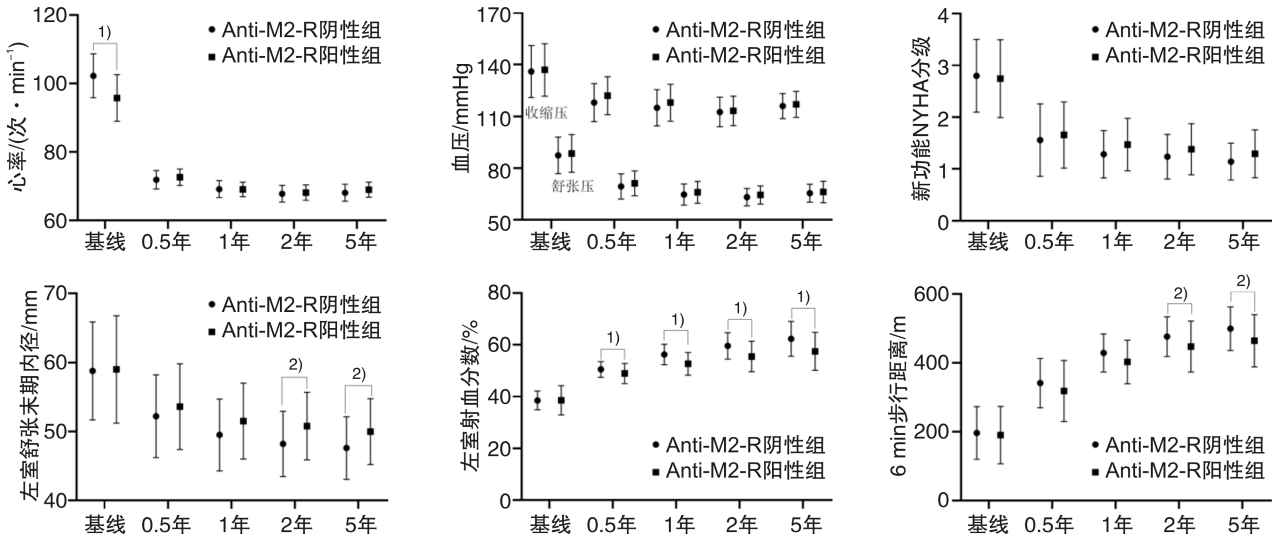 心率/(次·min⁻¹)
120
100
80
60
1)
Anti-M2-R阴性组
Anti-M2-R阳性组
基线 0.5年 1年 2年 5年
血压/mmHg
170
140
110
80
50
Anti-M2-R阴性组
Anti-M2-R阳性组
收缩压
舒张压
基线 0.5年 1年 2年 5年
新功能NYHA分级
4
3
2
1
0
Anti-M2-R阴性组
Anti-M2-R阳性组
基线 0.5年 1年 2年 5年
左室舒张末期内径/mm
70
60
50
40
Anti-M2-R阴性组
Anti-M2-R阳性组
2) 2)
基线 0.5年 1年 2年 5年
左室射血分数/%
80
60
40
20
0
1) 1) 1) 1)
Anti-M2-R阴性组
Anti-M2-R阳性组
基线 0.5年 1年 2年 5年
6 min步行距离/m
600
400
200
0
2) 2)
Anti-M2-R阴性组
Anti-M2-R阳性组
基线 0.5年 1年 2年 5年